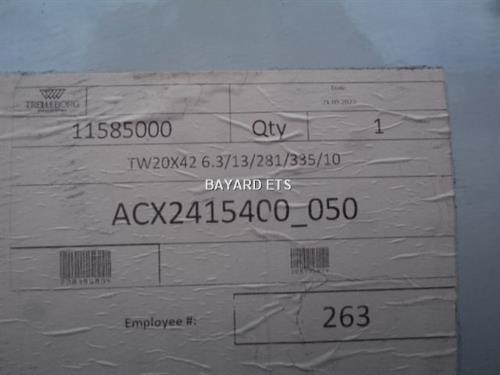 TRELLEBORG
Date
21.05.2021
11585000 Qty 1
TW20X42 6.3/13/281/335/10
BAYARD ETS
ACX2415400_050
Employee #: 263